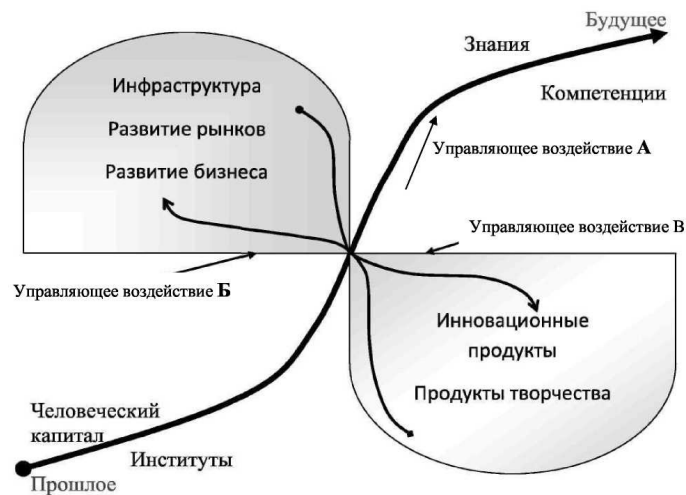 Будущее
Знания
Инфраструктура
Компетенции
Развитие рынков
Управляющее воздействие А
Развитие бизнеса
Управляющее воздействие В
Управляющее воздействие Б
Инновационные
продукты
Продукты творчества
Человеческий
капитал
Институты
Прошлое